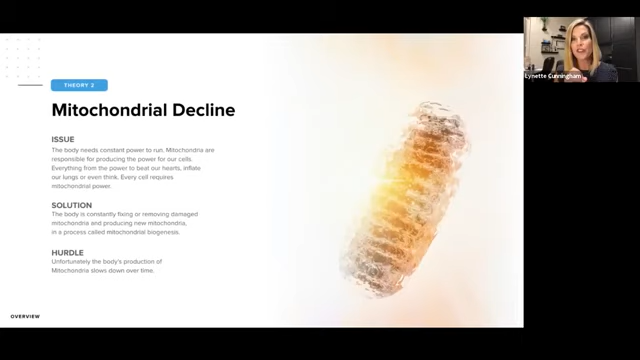 THEORY 2
Mitochondrial Decline
ISSUE
The body needs constant power to run. Mitochondria are
responsible for producing the power for our cells.
Everything from the power to beat our hearts, inflate
our lungs or even think. Every cell requires
mitochondrial power.
SOLUTION
The body is constantly fixing or removing damaged
mitochondria and producing new mitochondria,
in a process called mitochondrial biogenesis.
HURDLE
Unfortunately the body's production of
Mitochondria slows down over time.
OVERVIEW
Lynette Cunningham